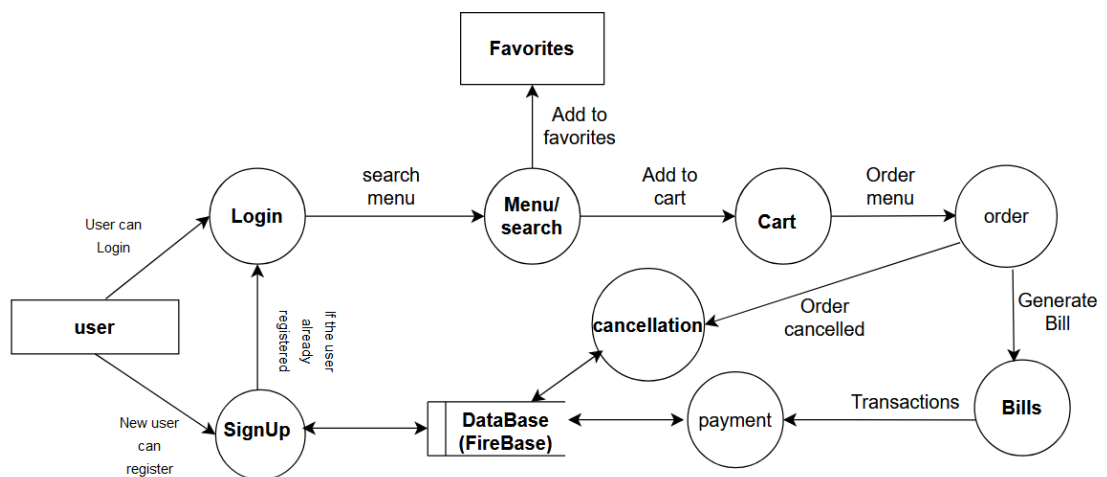 Favorites
Add to
favorites
search
menu
Add to
cart
Order
menu
Login
Menu/
search
Cart
order
User can
Login
user
If the user
already
registered
cancellation
Order
cancelled
Generate
Bill
New user
can
register
SignUp
DataBase
(FireBase)
payment
Transactions
Bills